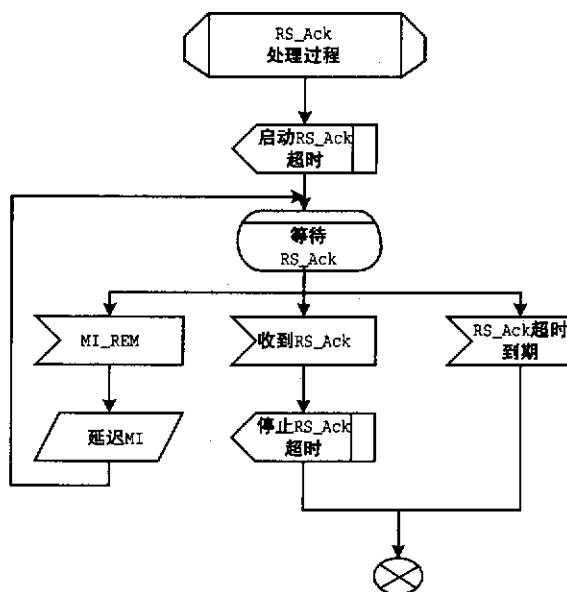 RS_Ack
处理过程
启动RS_Ack
超时
等待
RS_Ack
MI_REM
收到RS_Ack
RS_Ack超时
到期
延迟MI
停止RS_Ack
超时